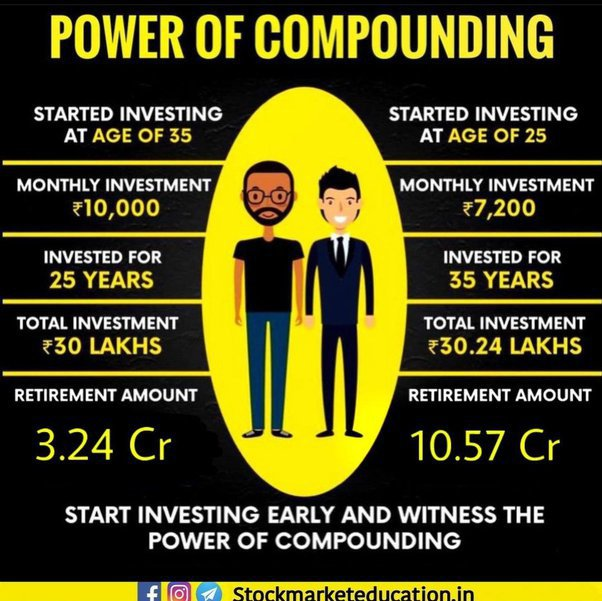 POWER OF COMPOUNDING
STARTED INVESTING
AT AGE OF 35
MONTHLY INVESTMENT
₹10,000
INVESTED FOR
25 YEARS
TOTAL INVESTMENT
₹30 LAKHS
RETIREMENT AMOUNT
3.24 Cr
STARTED INVESTING
AT AGE OF 25
MONTHLY INVESTMENT
₹7,200
INVESTED FOR
35 YEARS
TOTAL INVESTMENT
₹30.24 LAKHS
RETIREMENT AMOUNT
10.57 Cr
START INVESTING EARLY AND WITNESS THE
POWER OF COMPOUNDING
Stockmarketeducation.in